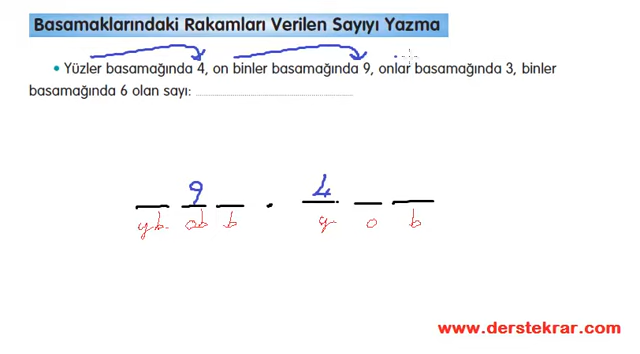 Basamaklarındaki Rakamları Verilen Sayıyı Yazma
• Yüzler basamağında 4, on binler basamağında 9, onlar basamağında 3, binler
basamağında 6 olan sayı: ..............................................
9 4
yb ob b . y o b
www.derstekrar.com